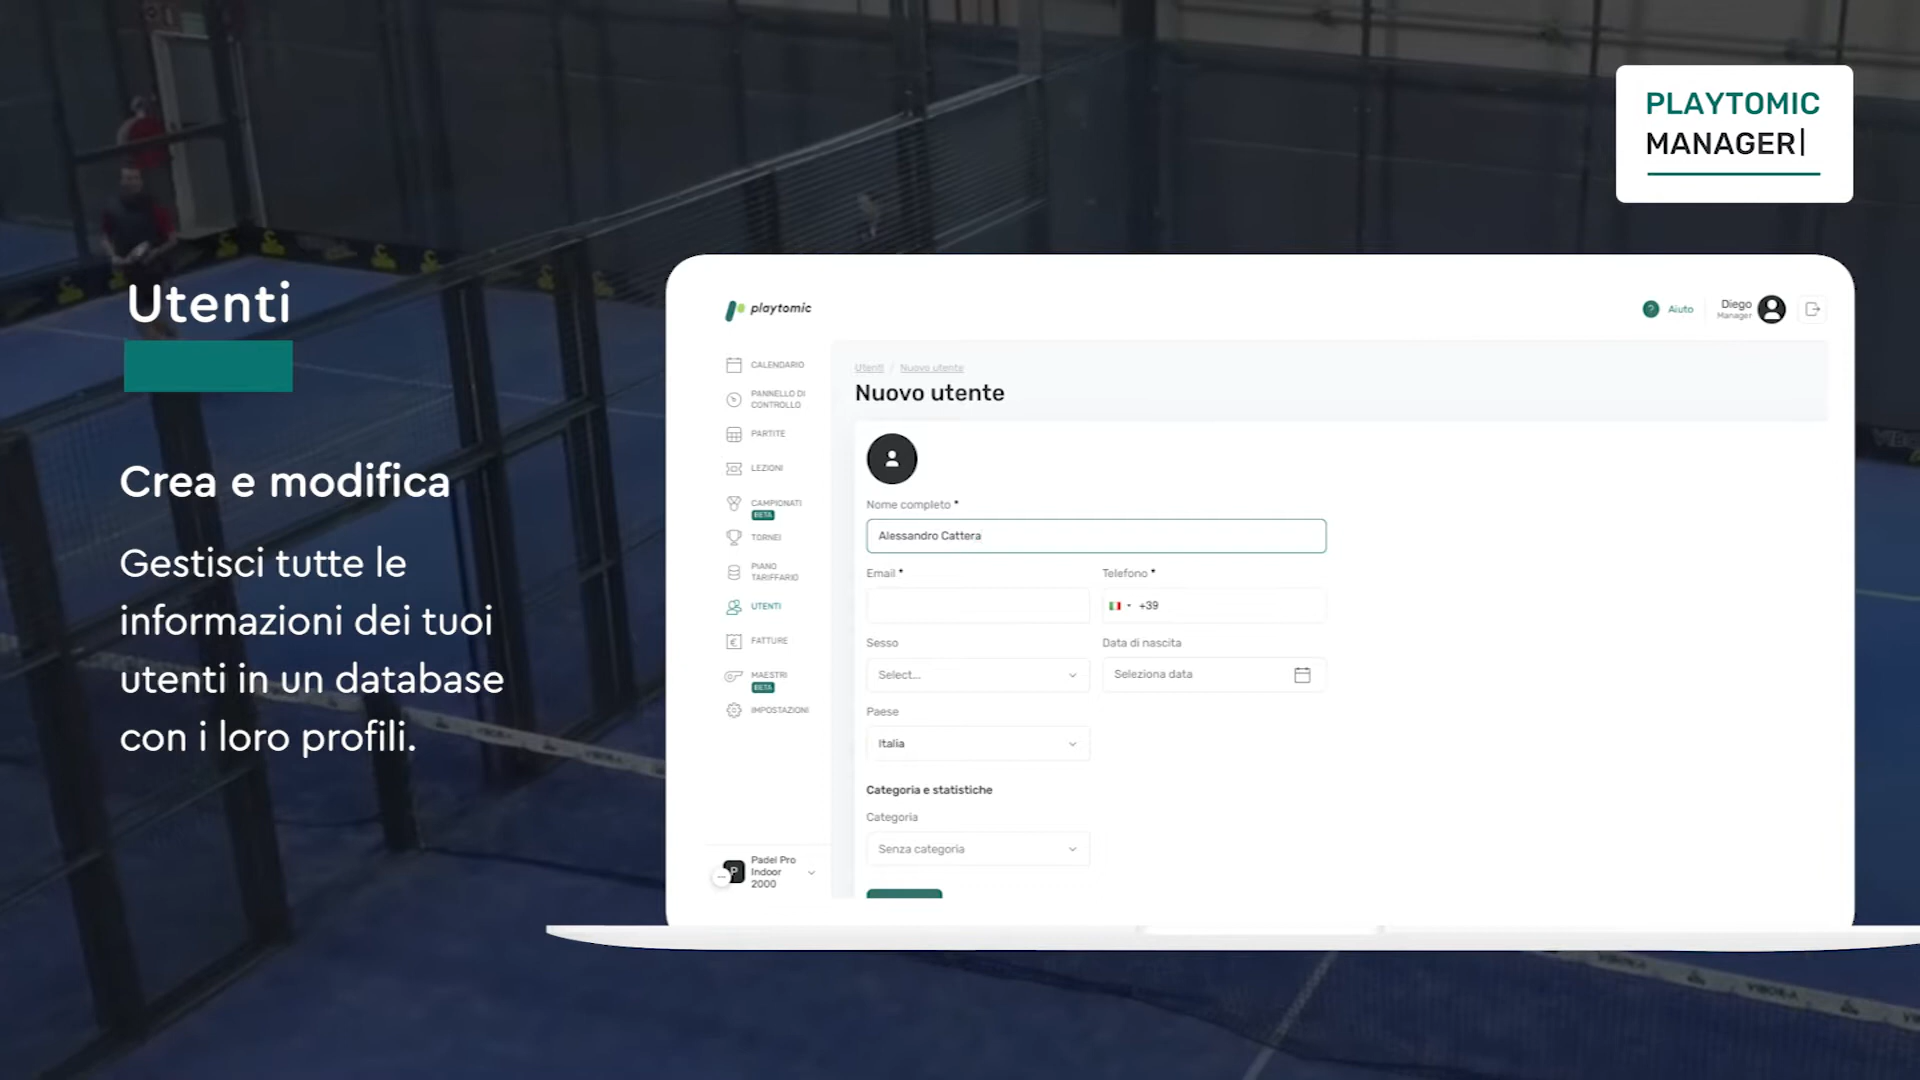 PLAYTOMIC
MANAGER
Utenti
Crea e modifica
Gestisci tutte le
informazioni dei tuoi
utenti in un database
con i loro profili.
playtomic
? Aiuto
Diego
Manager
CALENDARIO
PANNELLO DI
CONTROLLO
PARTITE
LEZIONI
CAMPIONATI
BETA
TORNEI
PIANO
TARIFFARIO
UTENTI
FATTURE
MAESTRI
BETA
IMPOSTAZIONI
P
Padel Pro
Indoor
2000
Utenti / Nuovo utente
Nuovo utente
Nome completo *
Alessandro Cattera
Email *
Telefono *
+39
Sesso
Data di nascita
Select...
Seleziona data
Paese
Italia
Categoria e statistiche
Categoria
Senza categoria